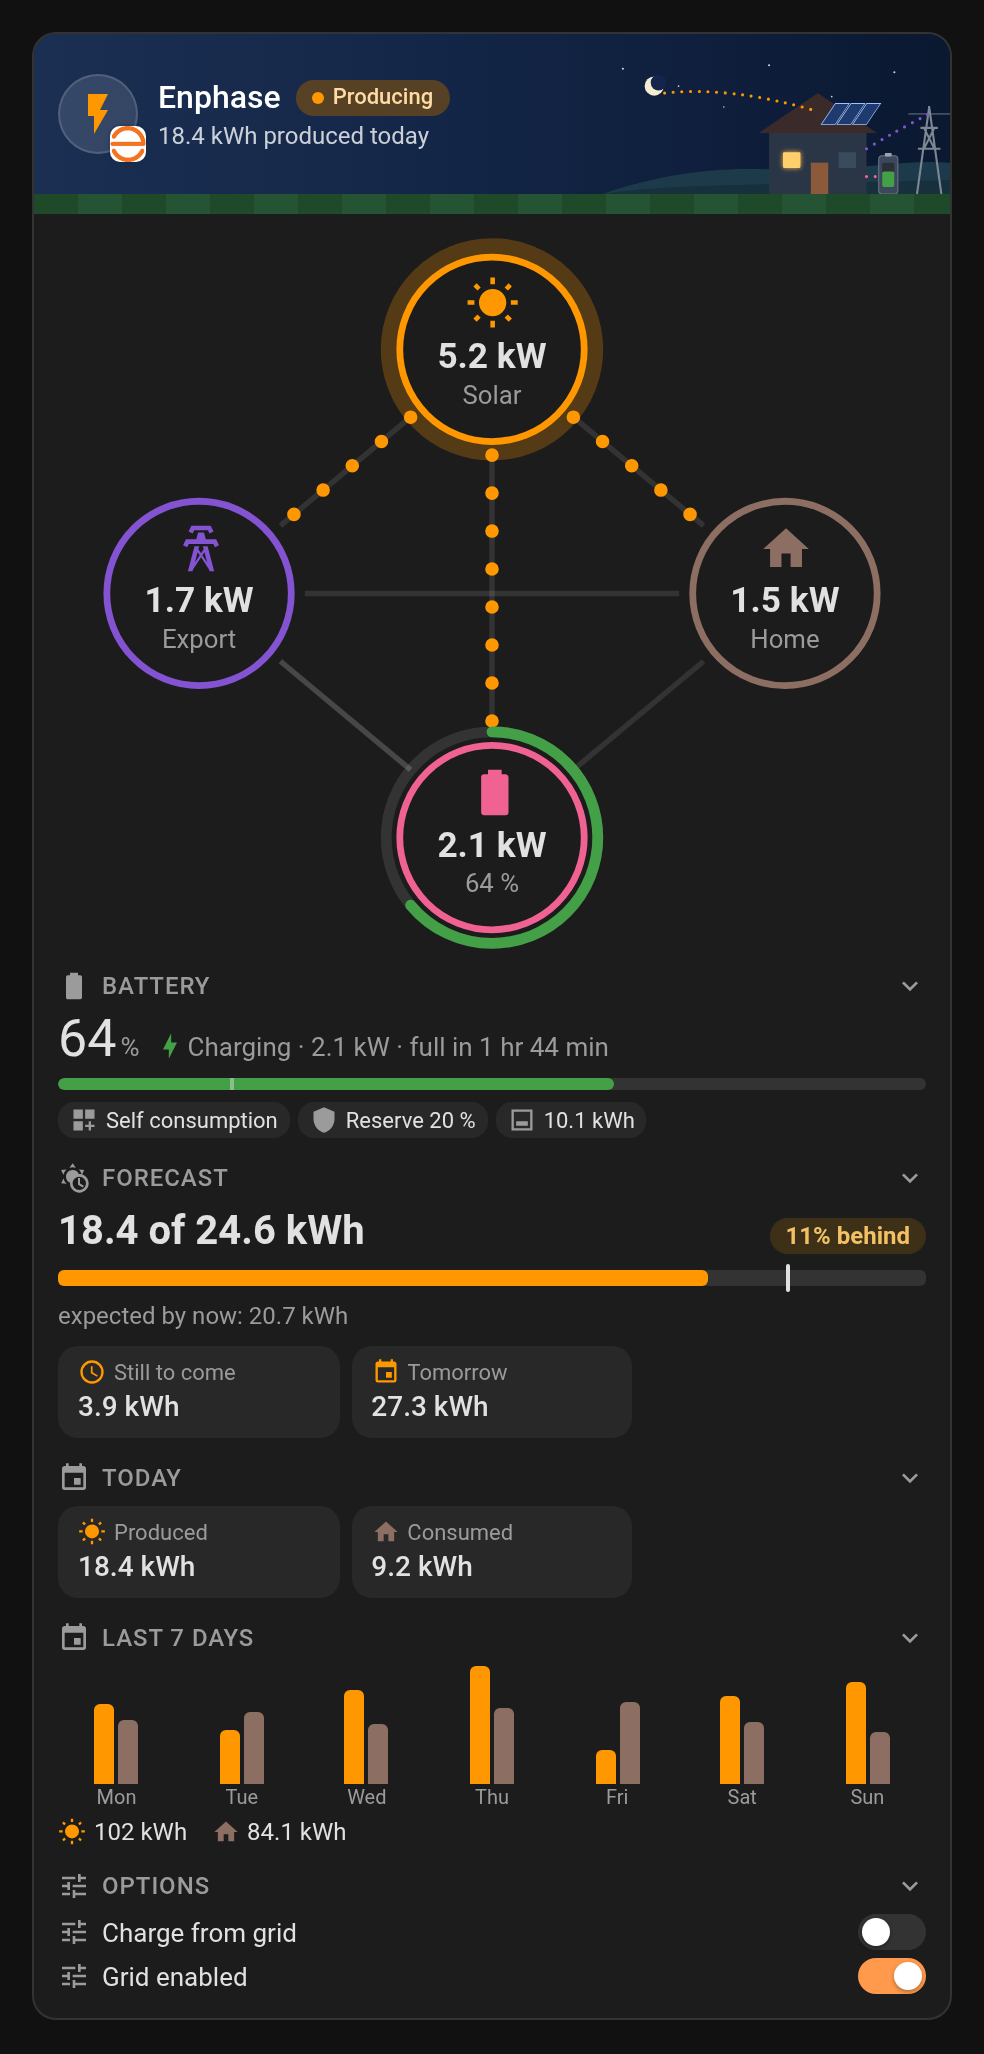 Enphase
Producing
18.4 kWh produced today
5.2 kW
Solar
1.7 kW
Export
1.5 kW
Home
2.1 kW
64 %
BATTERY
64 %
Charging · 2.1 kW · full in 1 hr 44 min
Self consumption
Reserve 20 %
10.1 kWh
FORECAST
18.4 of 24.6 kWh
11% behind
expected by now: 20.7 kWh
Still to come
3.9 kWh
Tomorrow
27.3 kWh
TODAY
Produced
18.4 kWh
Consumed
9.2 kWh
LAST 7 DAYS
Mon Tue Wed Thu Fri Sat Sun
102 kWh 84.1 kWh
OPTIONS
Charge from grid
Grid enabled